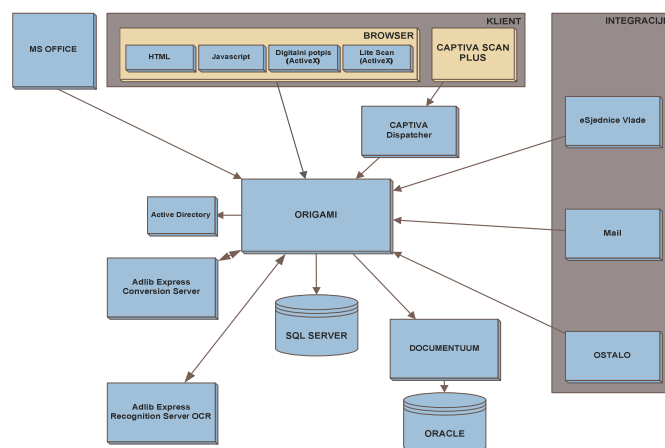 KLIENT
INTEGRACIJE
MS OFFICE
BROWSER
HTML
Javascript
Digitalni potpis
(ActiveX)
Lite Scan
(ActiveX)
CAPTIVA SCAN
PLUS
CAPTIVA
Dispatcher
eSjednice Vlade
Active Directory
ORIGAMI
Mail
Adlib Express
Conversion Server
SQL SERVER
DOCUMENTUUM
OSTALO
Adlib Express
Recognition Server OCR
ORACLE